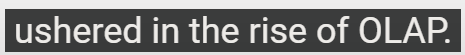 ushered in the rise of OLAP.